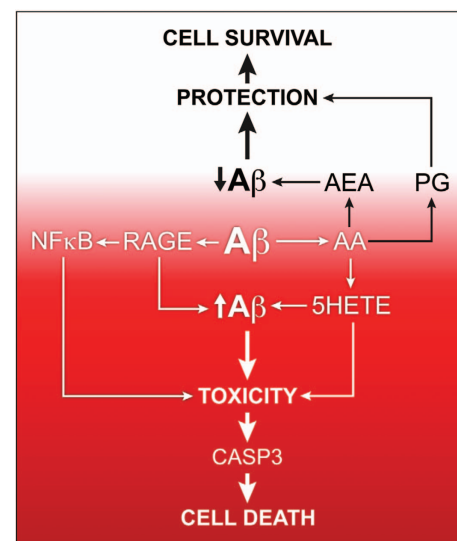 CELL SURVIVAL
PROTECTION
↓Aβ AEA PG
NFκB RAGE Aβ AA
↑Aβ 5HETE
TOXICITY
CASP3
CELL DEATH